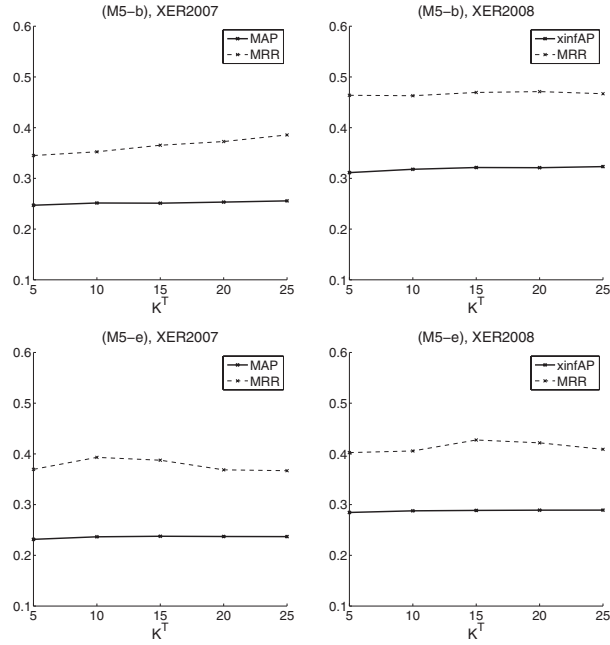 (M5-b), XER2007
0.6
0.5
0.4
0.3
0.2
0.1
5 10 15 20 25
K^T
MAP
MRR
(M5-b), XER2008
0.6
0.5
0.4
0.3
0.2
0.1
5 10 15 20 25
K^T
xinfAP
MRR
(M5-e), XER2007
0.6
0.5
0.4
0.3
0.2
0.1
5 10 15 20 25
K^T
MAP
MRR
(M5-e), XER2008
0.6
0.5
0.4
0.3
0.2
0.1
5 10 15 20 25
K^T
xinfAP
MRR